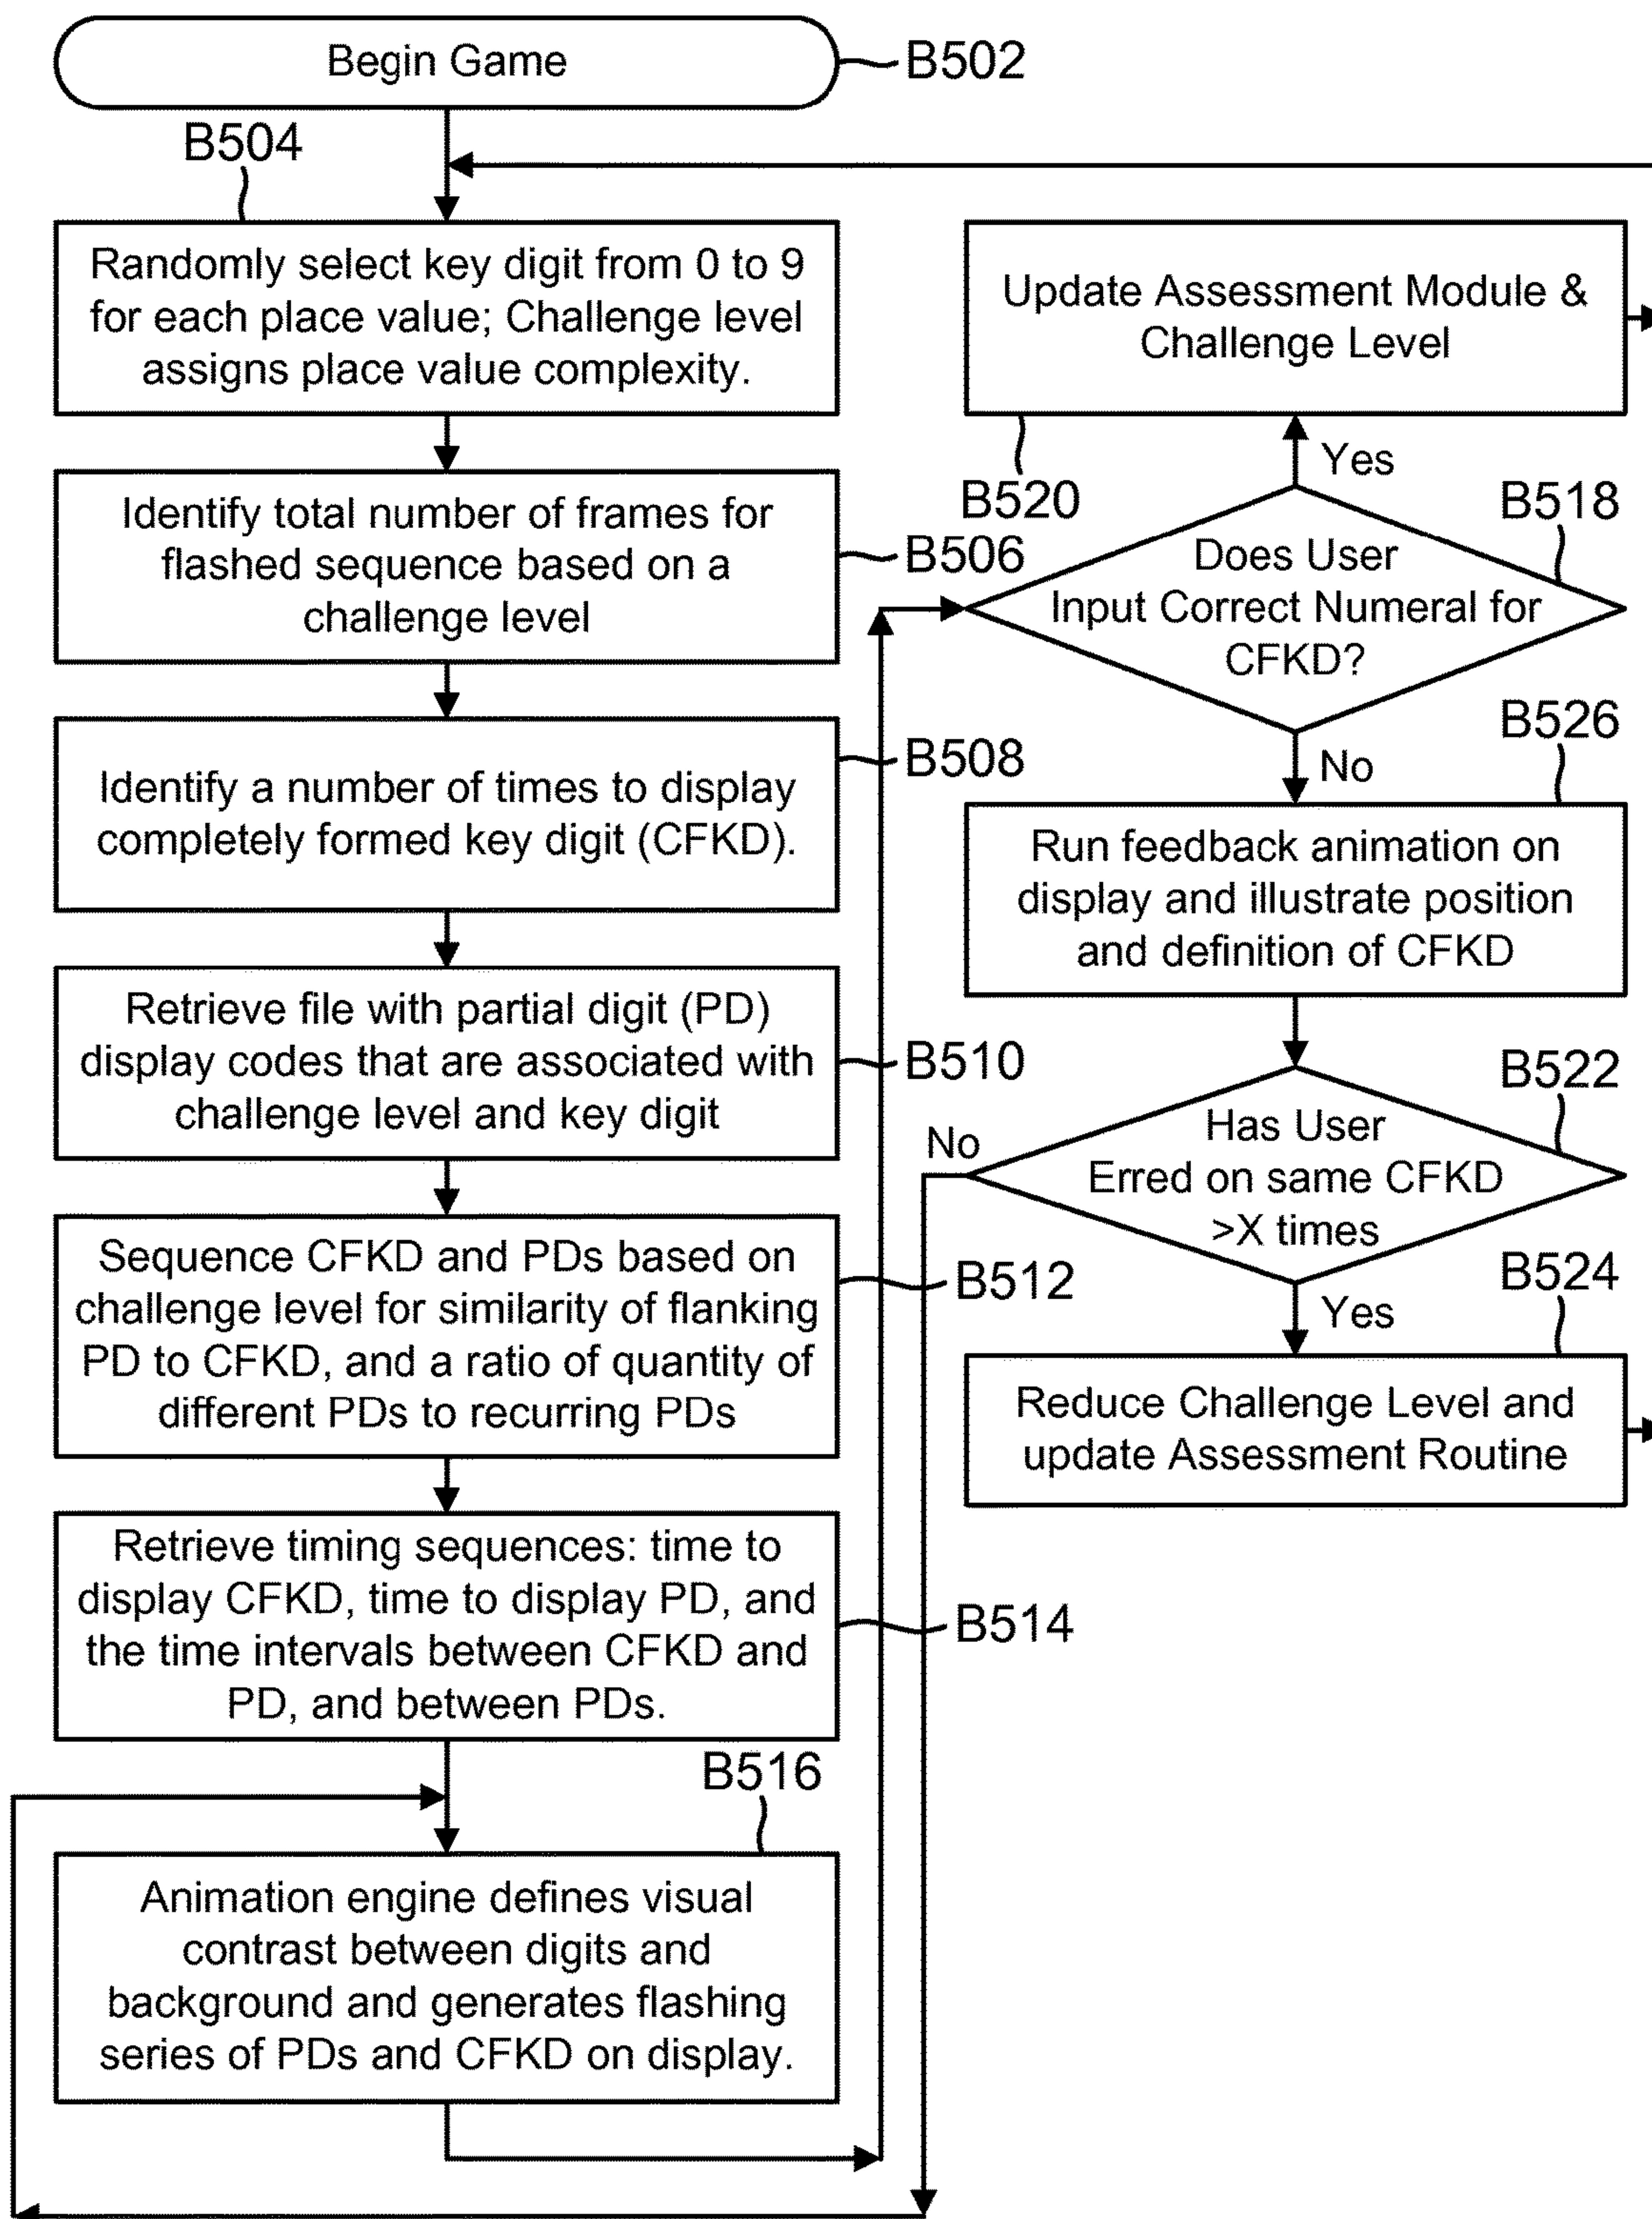 Begin Game
B502
B504
Randomly select key digit from 0 to 9
for each place value; Challenge level
assigns place value complexity.
Identify total number of frames for
flashed sequence based on a
challenge level
B506
Identify a number of times to display
completely formed key digit (CFKD).
B508
Retrieve file with partial digit (PD)
display codes that are associated with
challenge level and key digit
B510
Sequence CFKD and PDs based on
challenge level for similarity of flanking
PD to CFKD, and a ratio of quantity of
different PDs to recurring PDs
B512
Retrieve timing sequences: time to
display CFKD, time to display PD, and
the time intervals between CFKD and
PD, and between PDs.
B514
B516
Animation engine defines visual
contrast between digits and
background and generates flashing
series of PDs and CFKD on display.
Update Assessment Module &
Challenge Level
B520
Yes
B518
Does User
Input Correct Numeral for
CFKD?
No
B526
Run feedback animation on
display and illustrate position
and definition of CFKD
B522
No
Has User
Erred on same CFKD
>X times
Yes
B524
Reduce Challenge Level and
update Assessment Routine